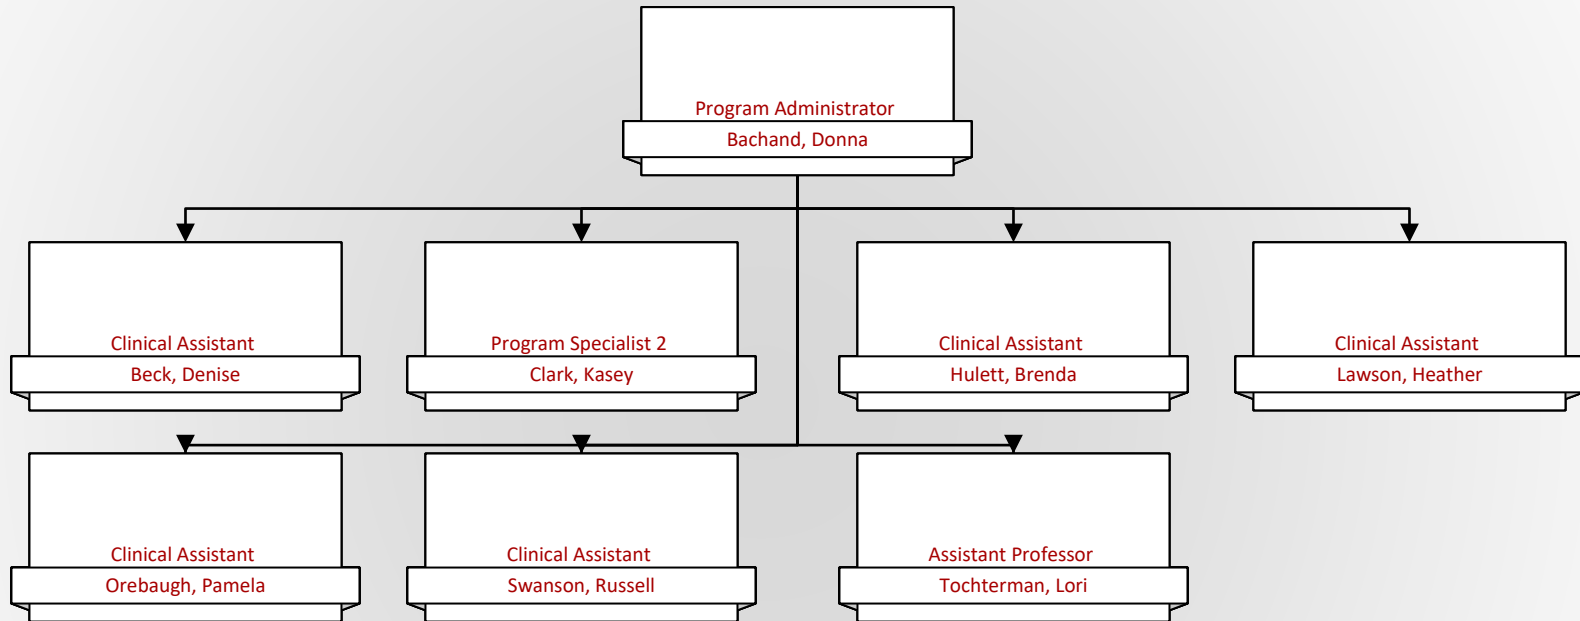 Program Administrator
Bachand, Donna
Clinical Assistant
Beck, Denise
Program Specialist 2
Clark, Kasey
Clinical Assistant
Hulett, Brenda
Clinical Assistant
Lawson, Heather
Clinical Assistant
Orebaugh, Pamela
Clinical Assistant
Swanson, Russell
Assistant Professor
Tochterman, Lori